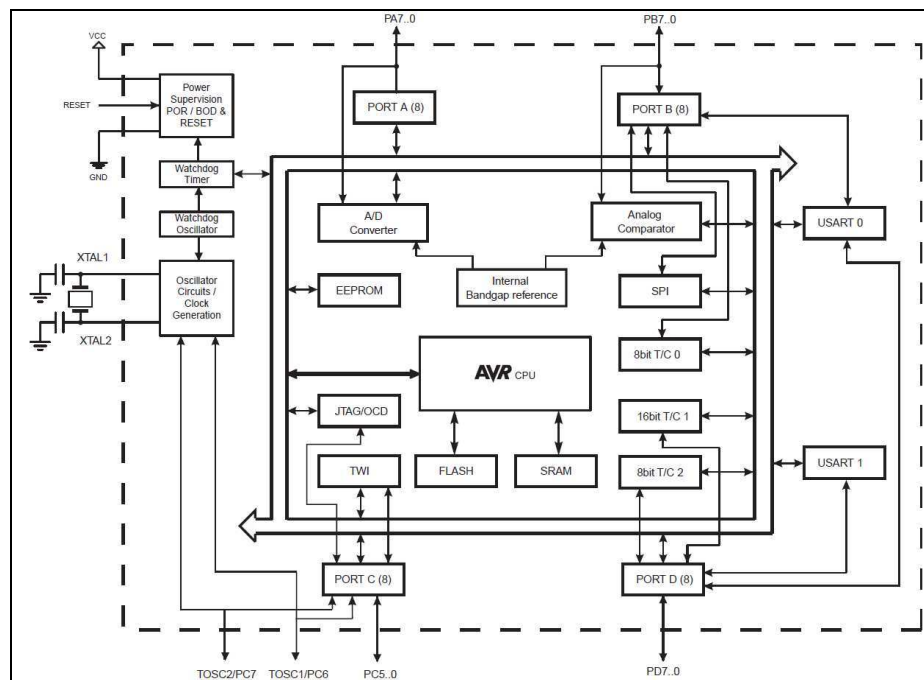 PA7..0
PB7..0
VCC
RESET
GND
Power
Supervision
POR / BOD &
RESET
PORT A (8)
PORT B (8)
Watchdog
Timer
Watchdog
Oscillator
A/D
Converter
Analog
Comparator
USART 0
XTAL1
XTAL2
Oscillator
Circuits /
Clock
Generation
EEPROM
Internal
Bandgap reference
SPI
8bit T/C 0
AVR CPU
JTAG/OCD
16bit T/C 1
TWI
FLASH
SRAM
8bit T/C 2
USART 1
PORT C (8)
PORT D (8)
TOSC2/PC7
TOSC1/PC6
PC5..0
PD7..0